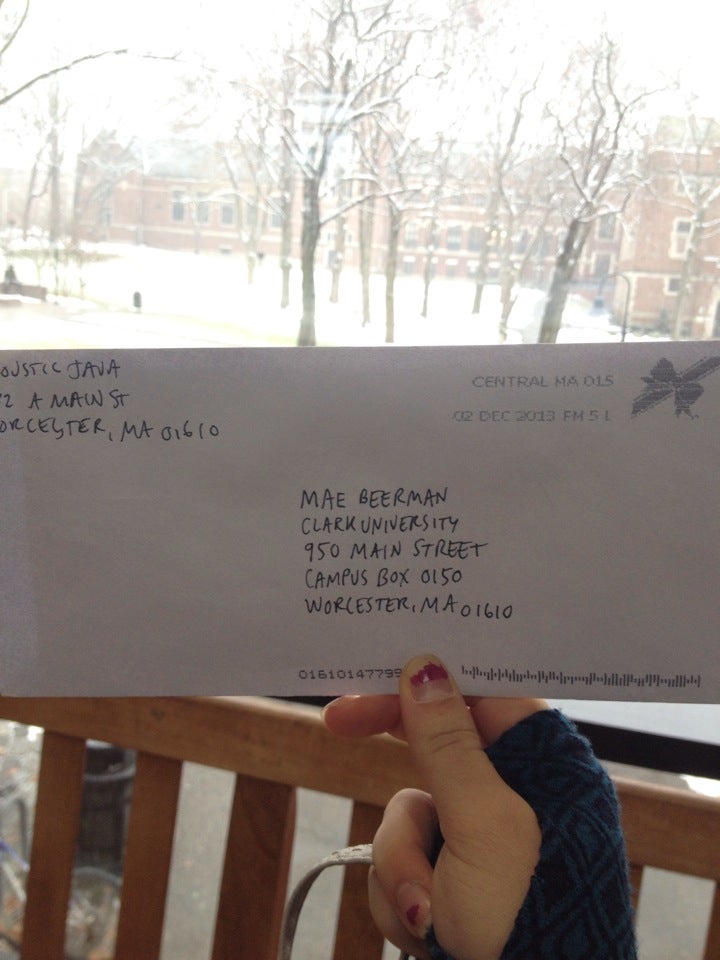 OUSTIC JAVA
2 A MAIN ST
ORCESTER, MA 01610
CENTRAL MA 015
02 DEC 2013 PM 5 L
MAE BEERMAN
CLARK UNIVERSITY
950 MAIN STREET
CAMPUS BOX 0150
WORCESTER, MA 01610
01610147799